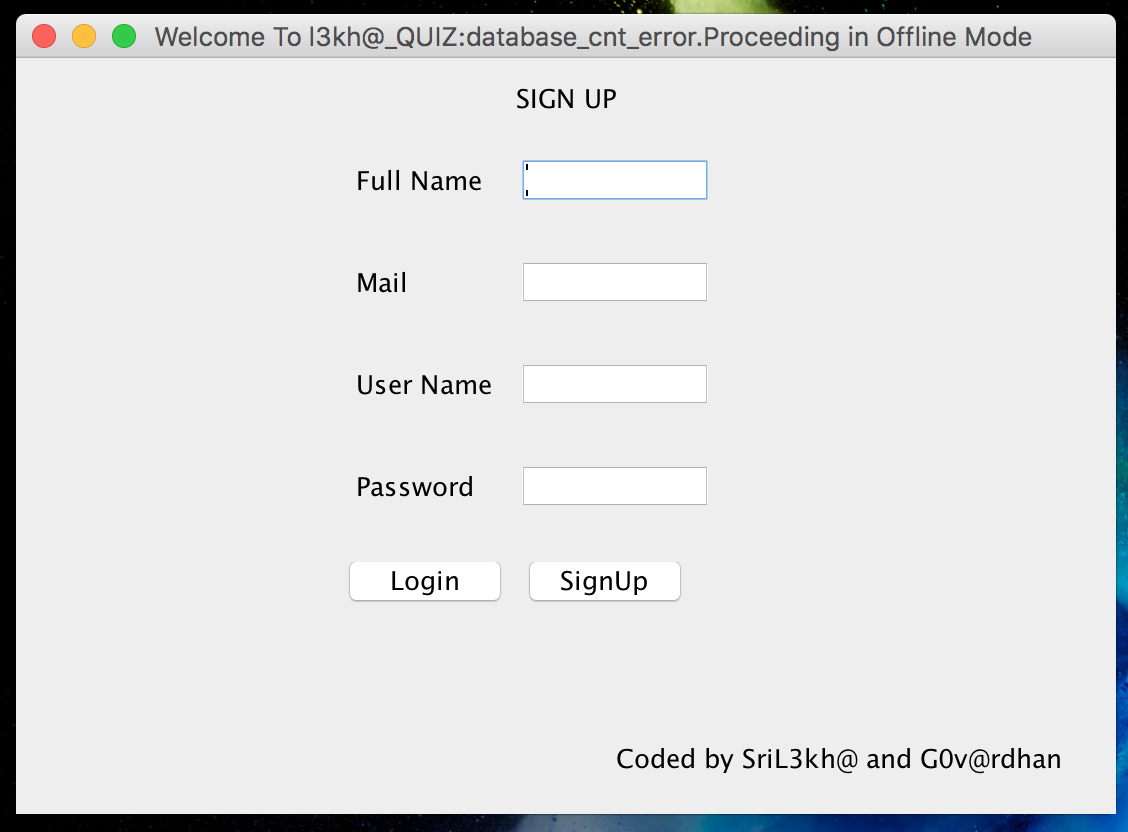 Welcome To l3kh@_QUIZ:database_cnt_error.Proceeding in Offline Mode
SIGN UP
Full Name
Mail
User Name
Password
Login SignUp
Coded by SriL3kh@ and G0v@rdhan